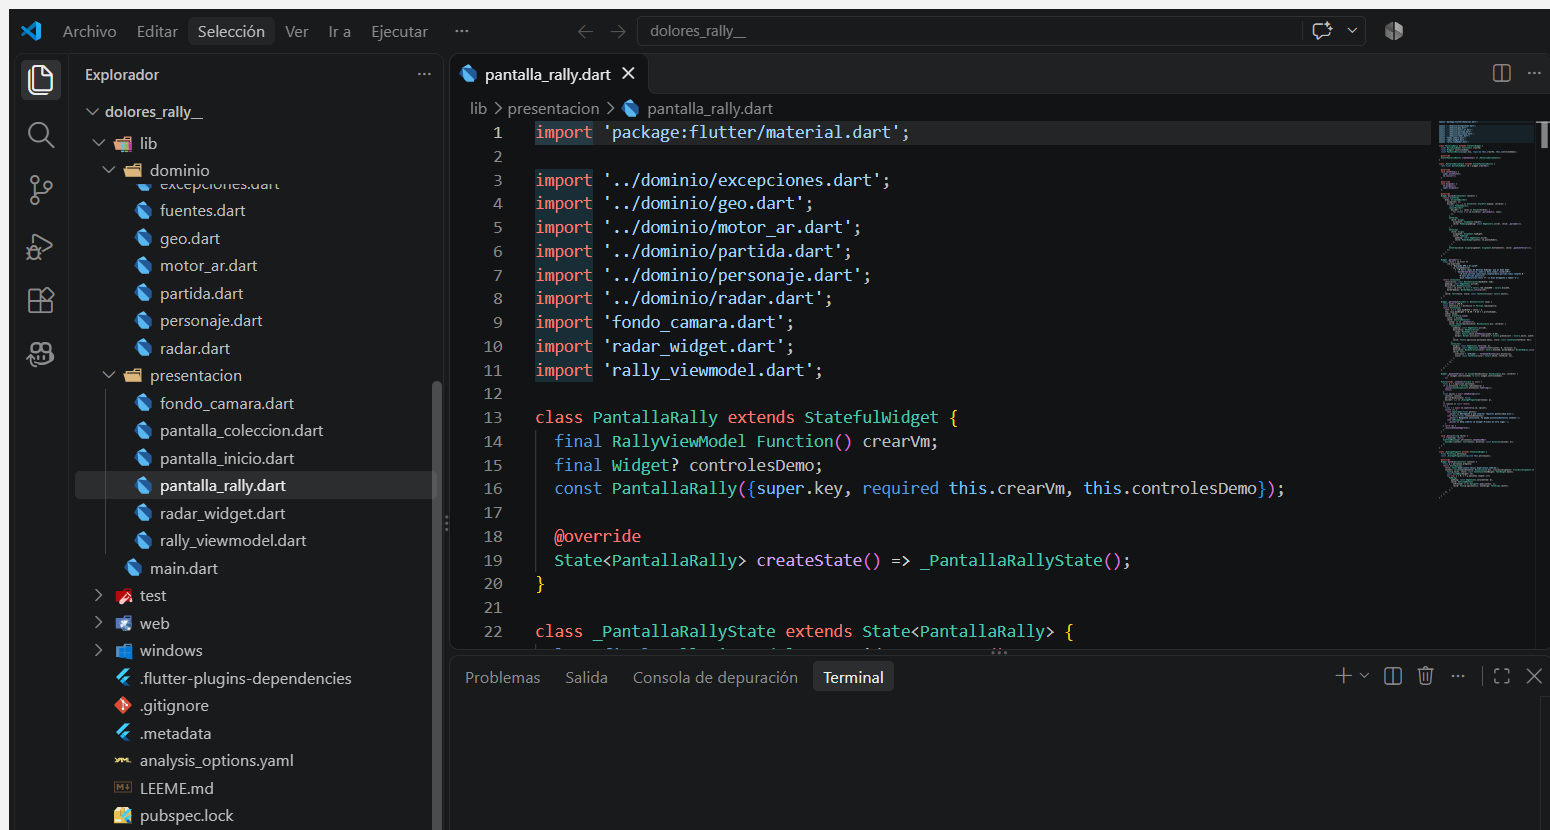 Archivo Editar Selección Ver Ir a Ejecutar ··· dolores_rally__
Explorador
dolores_rally__
lib
dominio
excepciones.dart
fuentes.dart
geo.dart
motor_ar.dart
partida.dart
personaje.dart
radar.dart
presentacion
fondo_camara.dart
pantalla_coleccion.dart
pantalla_inicio.dart
pantalla_rally.dart
radar_widget.dart
rally_viewmodel.dart
main.dart
test
web
windows
.flutter-plugins-dependencies
.gitignore
.metadata
analysis_options.yaml
LEEME.md
pubspec.lock
pantalla_rally.dart
lib > presentacion > pantalla_rally.dart
1 import 'package:flutter/material.dart';
2
3 import '../dominio/excepciones.dart';
4 import '../dominio/geo.dart';
5 import '../dominio/motor_ar.dart';
6 import '../dominio/partida.dart';
7 import '../dominio/personaje.dart';
8 import '../dominio/radar.dart';
9 import 'fondo_camara.dart';
10 import 'radar_widget.dart';
11 import 'rally_viewmodel.dart';
12
13 class PantallaRally extends StatefulWidget {
14 final RallyViewModel Function() crearVm;
15 final Widget? controlesDemo;
16 const PantallaRally({super.key, required this.crearVm, this.controlesDemo});
17
18 @override
19 State<PantallaRally> createState() => _PantallaRallyState();
20 }
21
22 class _PantallaRallyState extends State<PantallaRally> {
Problemas Salida Consola de depuración Terminal